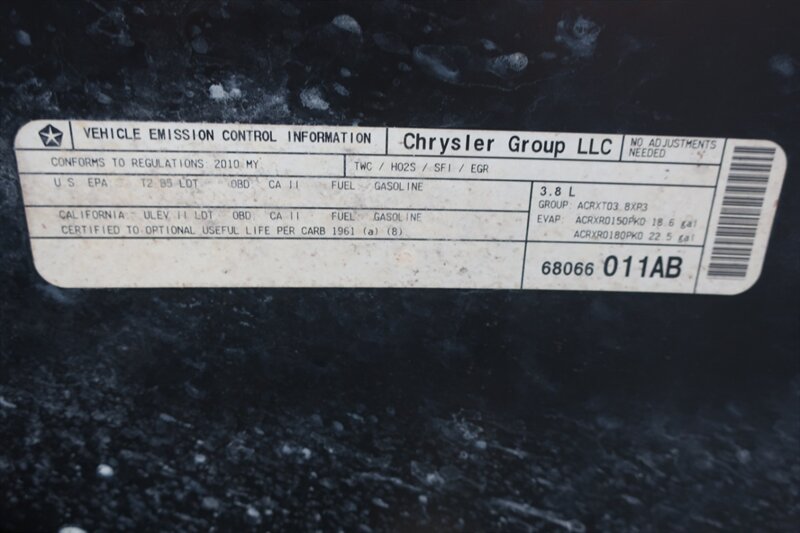 VEHICLE EMISSION CONTROL INFORMATION
Chrysler Group LLC
NO ADJUSTMENTS
NEEDED
CONFORMS TO REGULATIONS: 2010 MY
TWC / HO2S / SFI / EGR
U.S. EPA: T2 B5 LDT OBD: CA II FUEL: GASOLINE
CALIFORNIA: ULEV II LDT OBD: CA II FUEL: GASOLINE
CERTIFIED TO OPTIONAL USEFUL LIFE PER CARB 1961 (a) (8).
3.8 L
GROUP: ACRXT03.8XP3
EVAP: ACRXR0150PK0 18.6 gal
ACRXR0180PK0 22.5 gal
68066 011AB